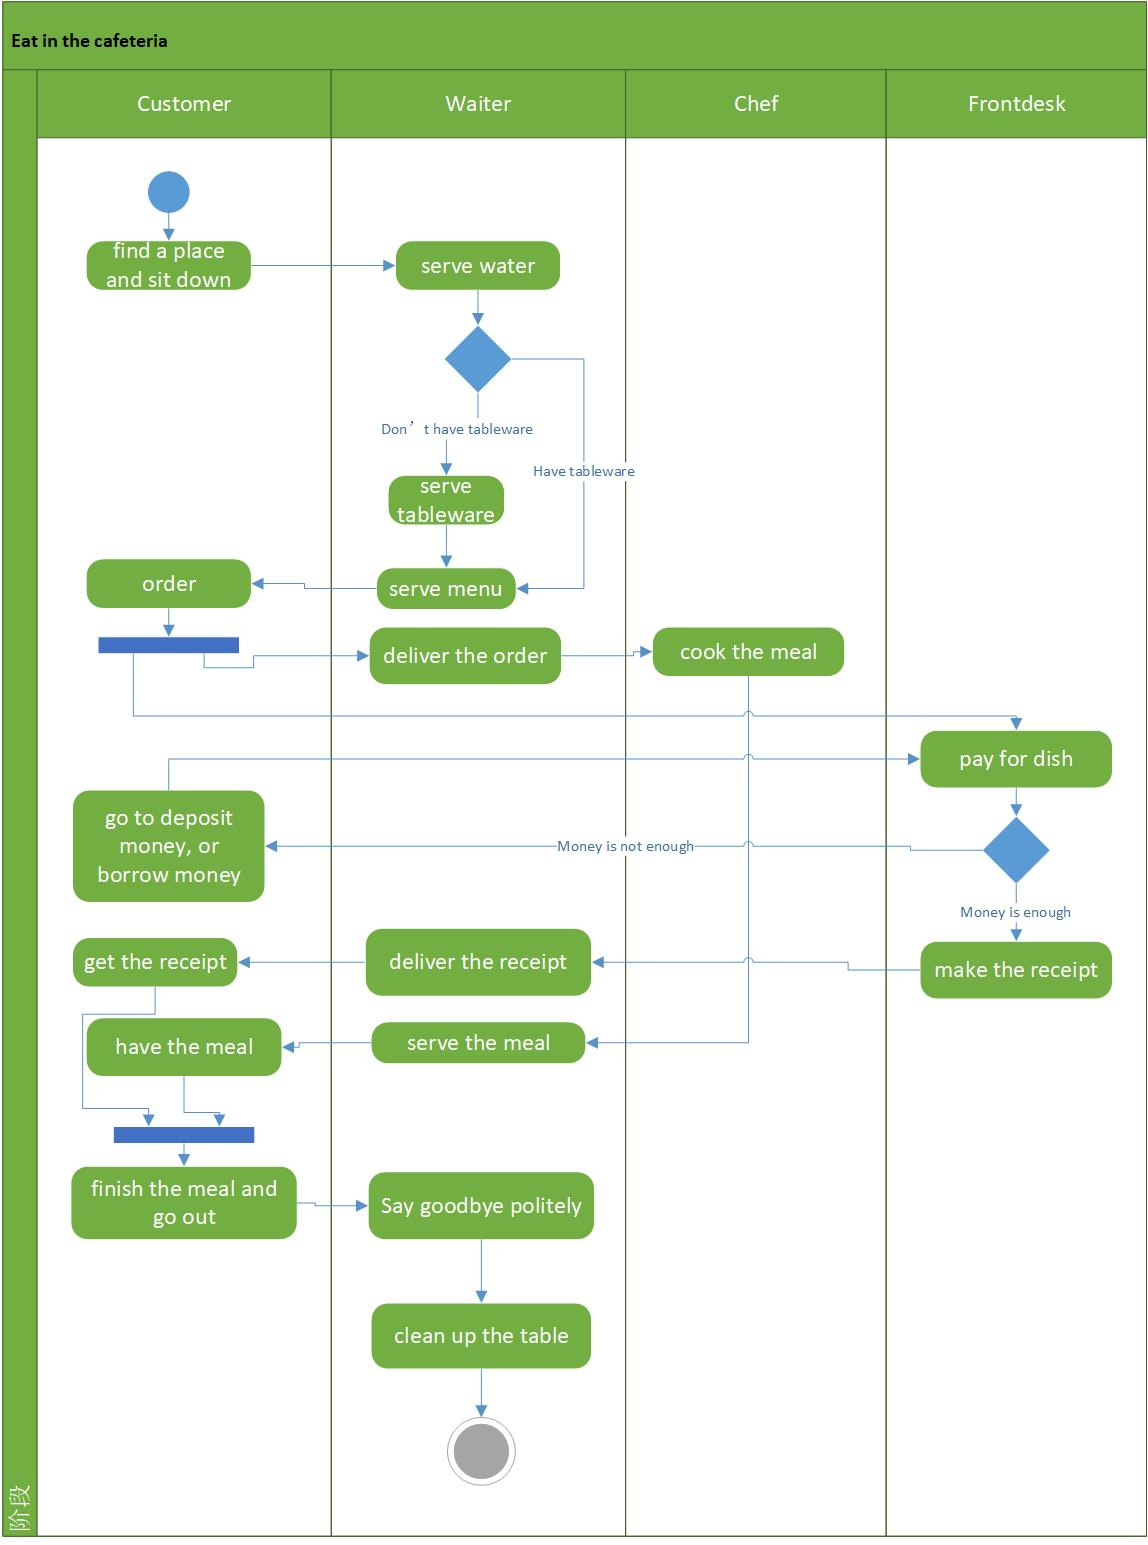 Eat in the cafeteria
Customer
Waiter
Chef
Frontdesk
find a place
and sit down
serve water
Don’t have tableware
Have tableware
serve
tableware
order
serve menu
deliver the order
cook the meal
pay for dish
go to deposit
money, or
borrow money
Money is not enough
Money is enough
get the receipt
deliver the receipt
make the receipt
have the meal
serve the meal
finish the meal and
go out
Say goodbye politely
clean up the table
阶段